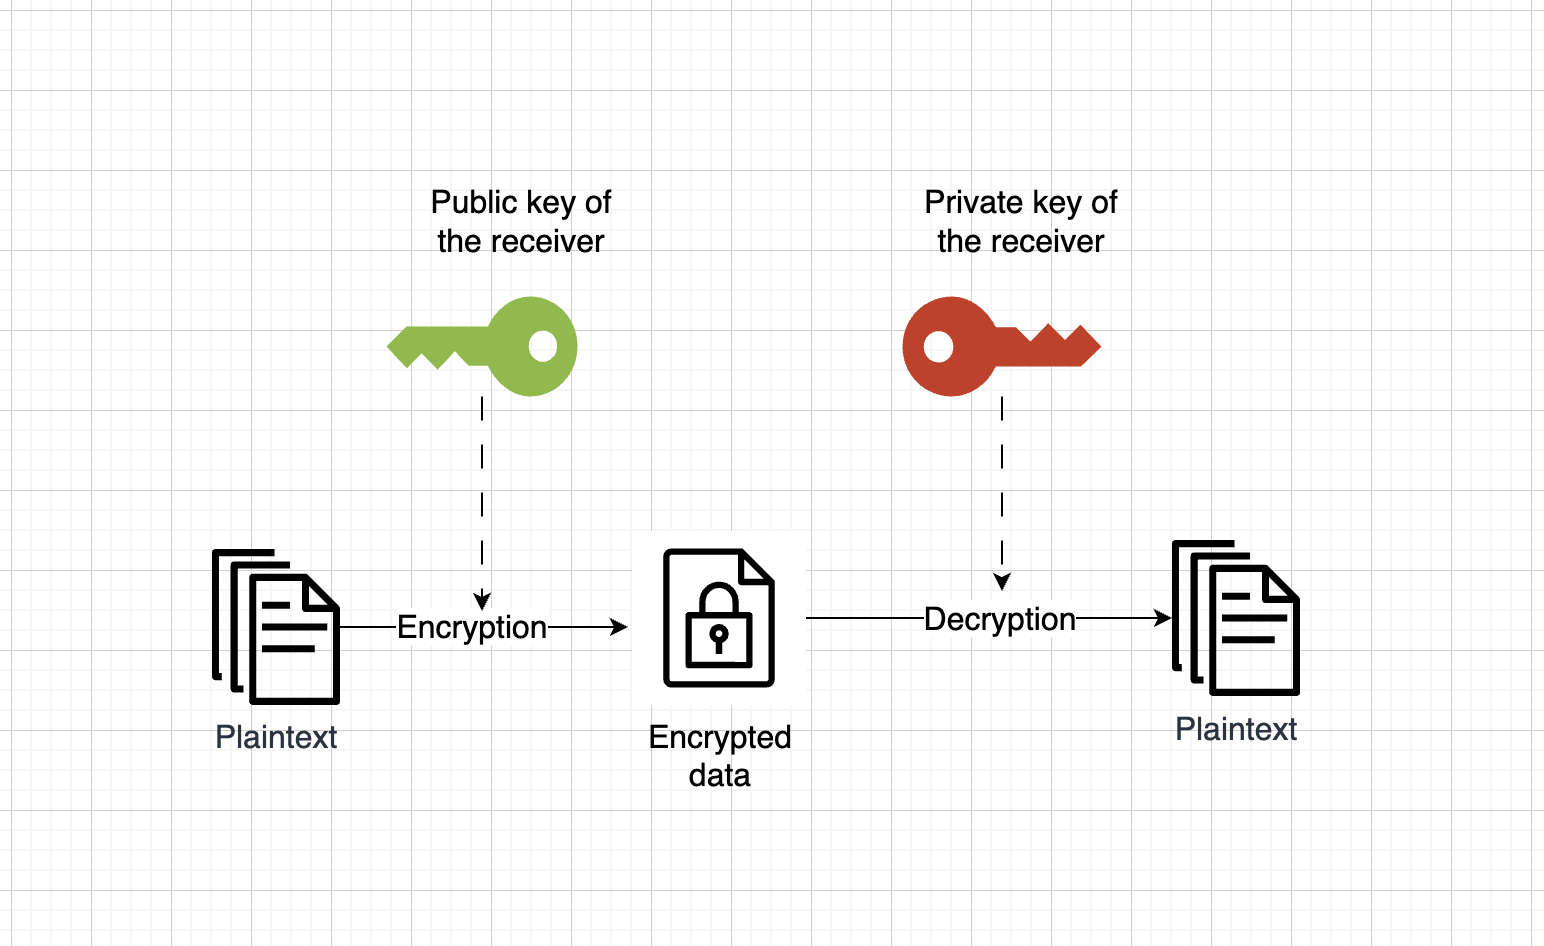 Public key of
the receiver
Private key of
the receiver
Encryption
Decryption
Plaintext
Encrypted
data
Plaintext